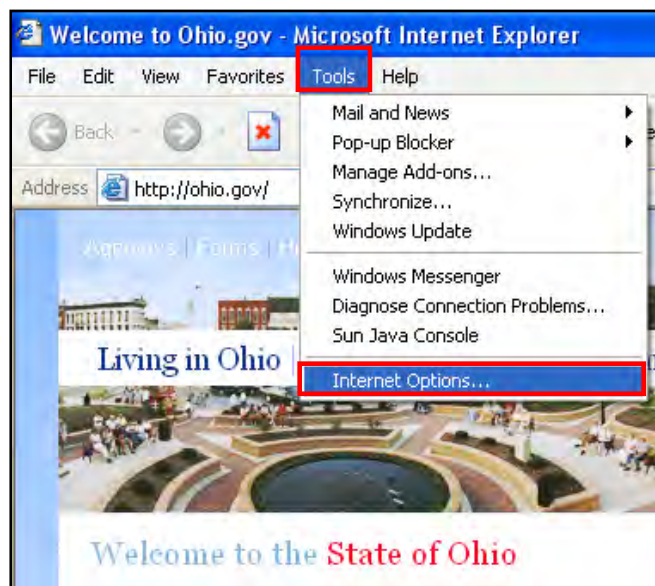 Welcome to Ohio.gov - Microsoft Internet Explorer
File Edit View Favorites Tools Help
Mail and News
Back
Pop-up Blocker
Manage Add-ons...
Address http://ohio.gov/
Synchronize...
Windows Update
Agencies | Forms | H
Windows Messenger
Diagnose Connection Problems...
Sun Java Console
Living in Ohio |
Internet Options...
Welcome to the State of Ohio